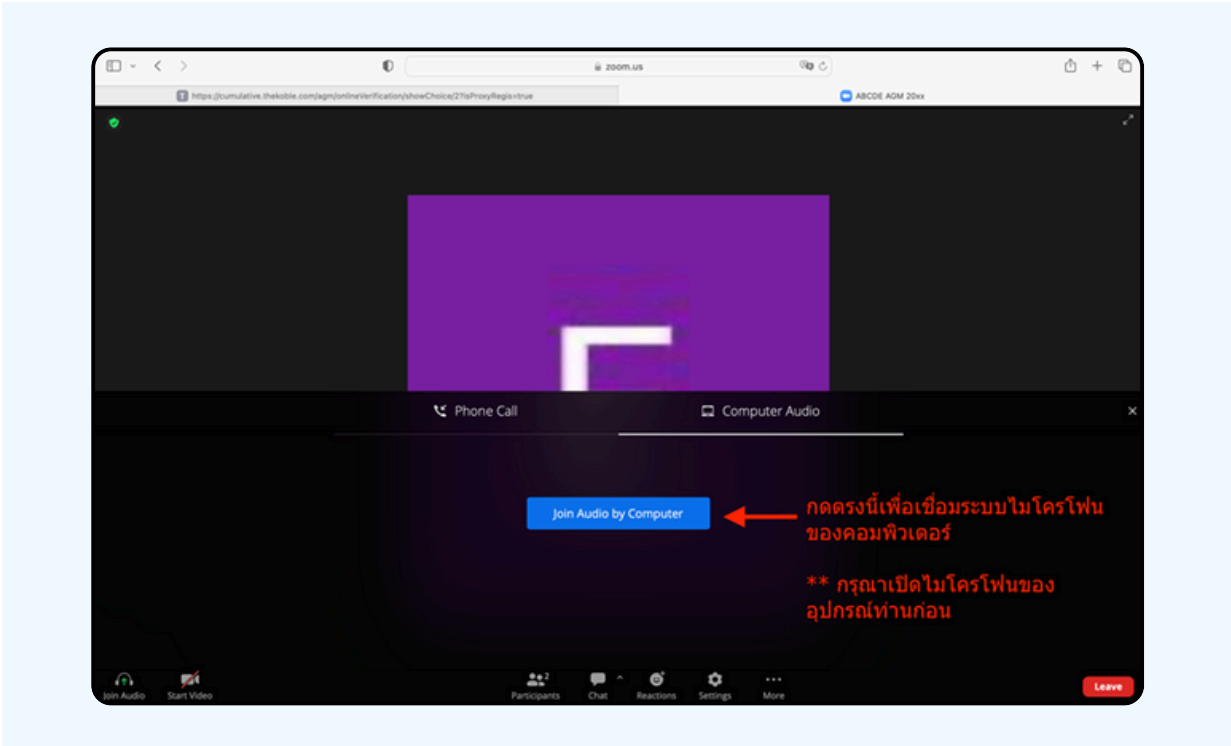 zoom.us
https://cumulative.thekoble.com/agm/onlineVerification/showChoice/2?isProxyRegis=true
ABCDE AGM 20xx
Phone Call
Computer Audio
Join Audio by Computer
กดตรงนี้เพื่อเชื่อมระบบไมโครโฟน
ของคอมพิวเตอร์
** กรุณาเปิดไมโครโฟนของ
อุปกรณ์ท่านก่อน
Join Audio
Start Video
2
Participants
Chat
Reactions
Settings
More
Leave